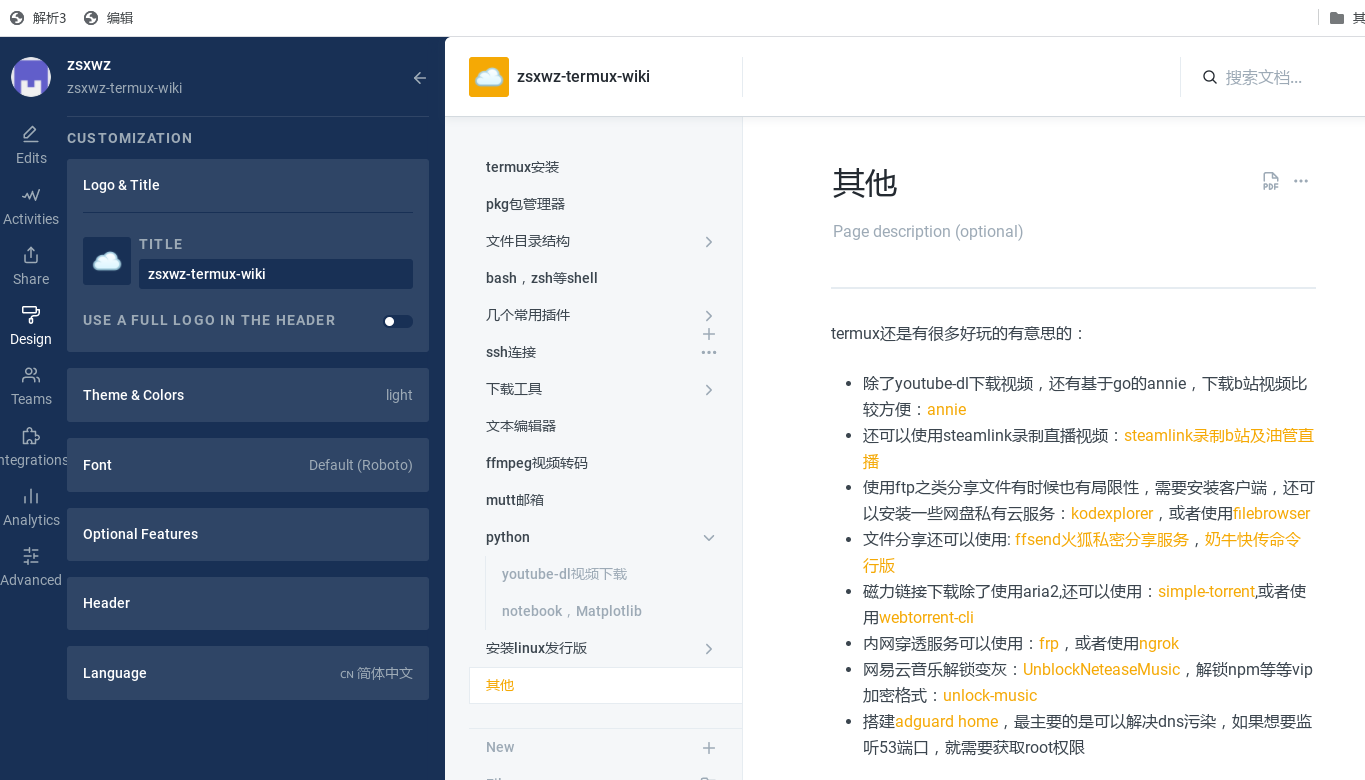 解析3 编辑
zsxwz
zsxwz-termux-wiki
Edits
Activities
Share
Design
Teams
ntegrations
Analytics
Advanced
CUSTOMIZATION
Logo & Title
TITLE
zsxwz-termux-wiki
USE A FULL LOGO IN THE HEADER
Theme & Colors light
Font Default (Roboto)
Optional Features
Header
Language CN 简体中文
zsxwz-termux-wiki
搜索文档...
termux安装
pkg包管理器
文件目录结构
bash，zsh等shell
几个常用插件
ssh连接
下载工具
文本编辑器
ffmpeg视频转码
mutt邮箱
python
youtube-dl视频下载
notebook，Matplotlib
安装linux发行版
其他
New
其他
PDF
Page description (optional)
termux还是有很多好玩的有意思的：
除了youtube-dl下载视频，还有基于go的annie，下载b站视频比
较方便：annie
还可以使用steamlink录制直播视频：steamlink录制b站及油管直
播
使用ftp之类分享文件有时候也有局限性，需要安装客户端，还可
以安装一些网盘私有云服务：kodexplorer，或者使用filebrowser
文件分享还可以使用: ffsend火狐私密分享服务，奶牛快传命令
行版
磁力链接下载除了使用aria2,还可以使用：simple-torrent,或者使
用webtorrent-cli
内网穿透服务可以使用：frp，或者使用ngrok
网易云音乐解锁变灰：UnblockNeteaseMusic，解锁npm等等vip
加密格式：unlock-music
搭建adguard home，最主要的是可以解决dns污染，如果想要监
听53端口，就需要获取root权限